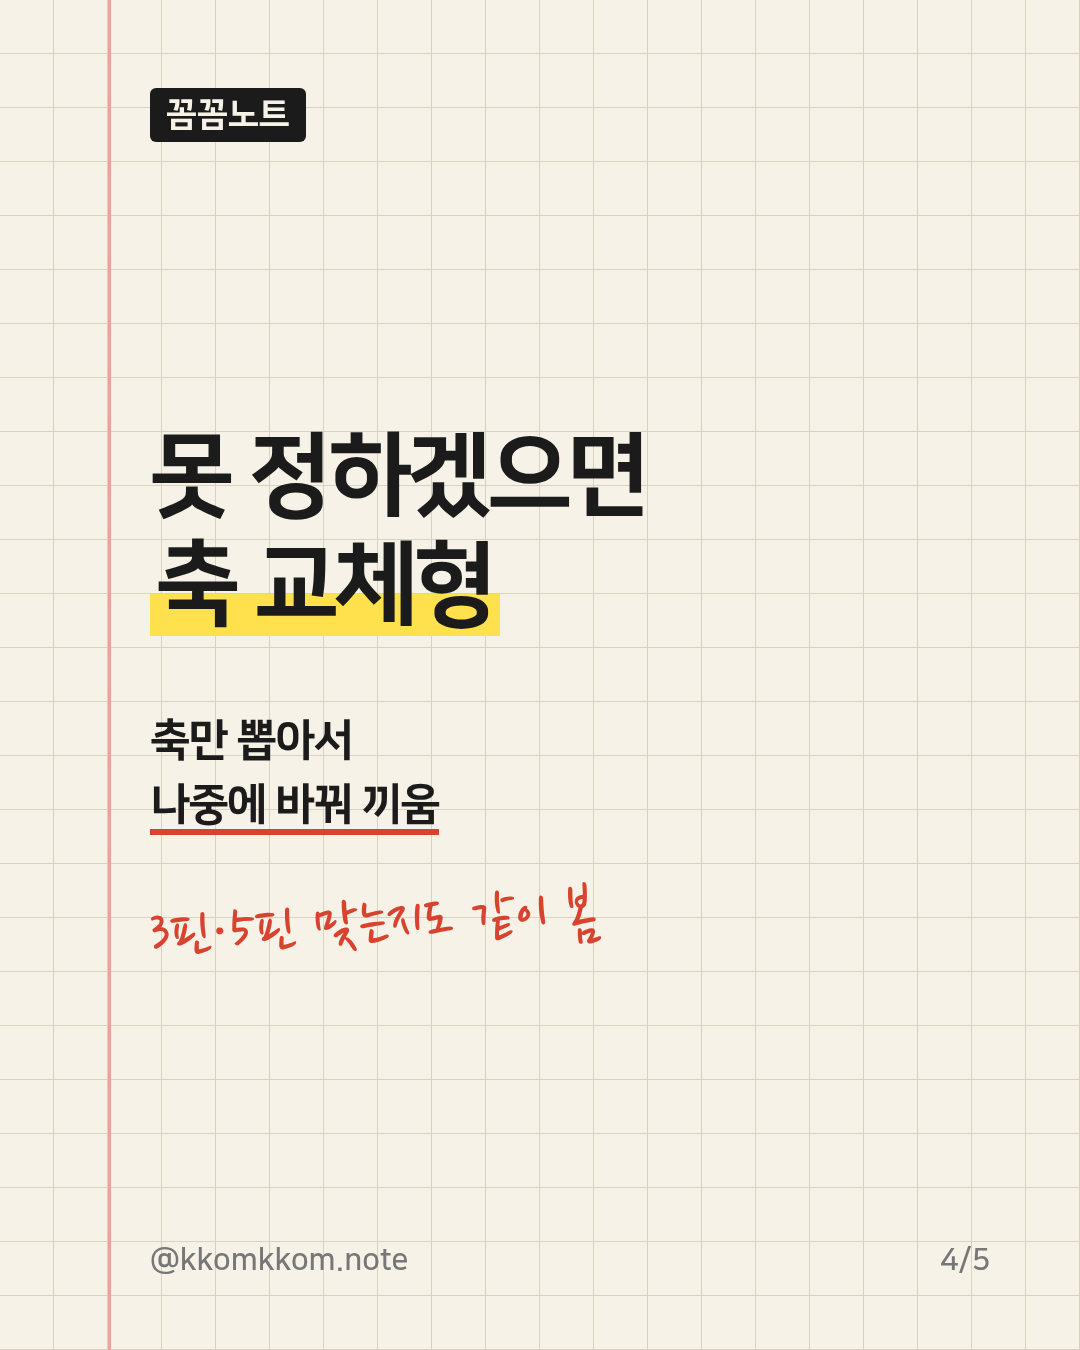 꼼꼼노트
못 정하겠으면
축 교체형
축만 뽑아서
나중에 바꿔 끼움
3핀·5핀 맞는지도 같이 봄
@kkomkkom.note
4/5